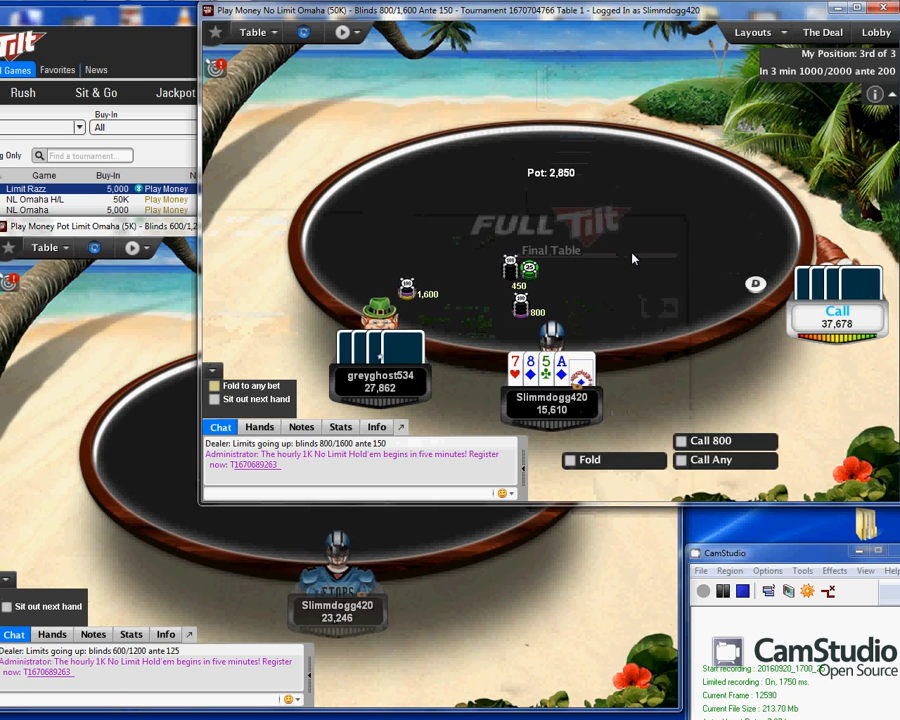 Play Money No Limit Omaha (50K) - Blinds 800/1,600 Ante 150 - Tournament 1670704766 Table 1 - Logged In as Slimmdogg420
Table
Layouts
The Deal
Lobby
My Position: 3rd of 3
In 3 min 1000/2000 ante 200
Pot: 2,850
FULL Tilt
Final Table
450
1,600
800
D
Call
37,678
greyghost534
27,862
7 8 5 A
Slimmdogg420
15,610
Fold to any bet
Sit out next hand
Chat Hands Notes Stats Info
Dealer: Limits going up: blinds 800/1600 ante 150
Administrator: The hourly 1K No Limit Hold'em begins in five minutes! Register
now: T1670689263
Fold
Call 800
Call Any
Tilt
Games Favorites News
Rush Sit & Go Jackpot
Buy-In
All
g Only
Find a tournament...
Game Buy-In
Limit Razz 5,000 Play Money
NL Omaha H/L 50K Play Money
NL Omaha 5,000 Play Money
Play Money Pot Limit Omaha (5K) - Blinds 600/1,2
Table
Slimmdogg420
23,246
Sit out next hand
Chat Hands Notes Stats Info
Dealer: Limits going up: blinds 600/1200 ante 125
Administrator: The hourly 1K No Limit Hold'em begins in five minutes! Register
now: T1670689263
CamStudio
File Region Options Tools Effects View Help
CamStudio
Open Source
Start recording : 20160920_1700_
Limited recording : On, 1750 ms.
Current Frame : 12590
Current File Size : 213.70 Mb